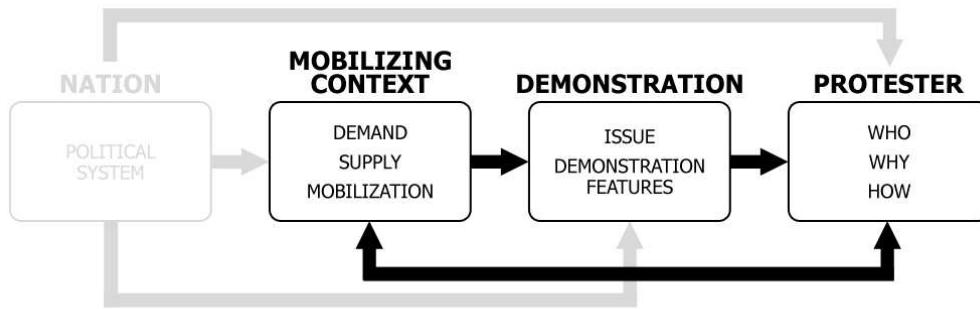 NATION
POLITICAL
SYSTEM
MOBILIZING
CONTEXT
DEMAND
SUPPLY
MOBILIZATION
DEMONSTRATION
ISSUE
DEMONSTRATION
FEATURES
PROTESTER
WHO
WHY
HOW